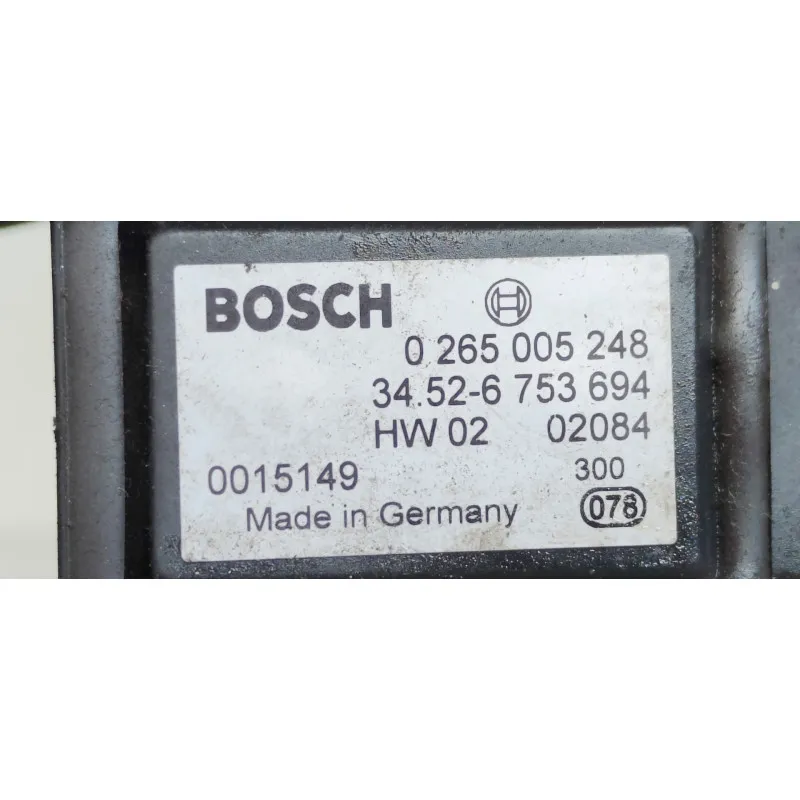 BOSCH
0 265 005 248
34.52-6 753 694
HW 02 02084
0015149 300
Made in Germany 078